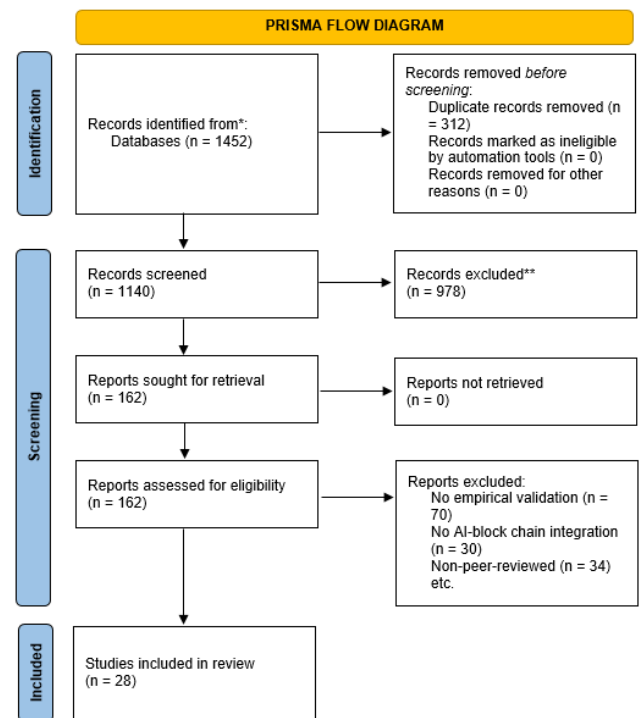 PRISMA FLOW DIAGRAM
Identification
Records identified from*:
Databases (n = 1452)
Records removed before
screening:
Duplicate records removed (n
= 312)
Records marked as ineligible
by automation tools (n = 0)
Records removed for other
reasons (n = 0)
Screening
Records screened
(n = 1140)
Records excluded**
(n = 978)
Reports sought for retrieval
(n = 162)
Reports not retrieved
(n = 0)
Reports assessed for eligibility
(n = 162)
Reports excluded:
No empirical validation (n =
70)
No AI-block chain integration
(n = 30)
Non-peer-reviewed (n = 34)
etc.
Included
Studies included in review
(n = 28)